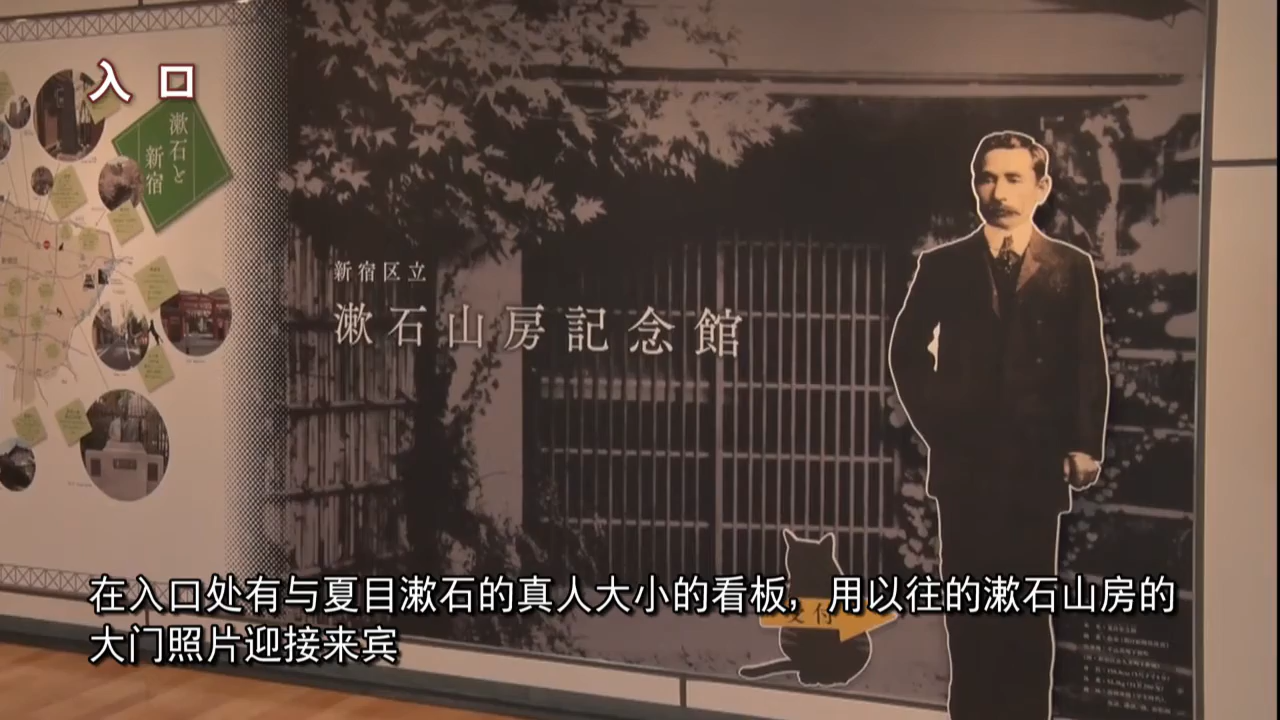 入口
漱石と
新宿
新宿区立
漱石山房記念館
受付
在入口处有与夏目漱石的真人大小的看板，用以往的漱石山房的
大门照片迎接来宾